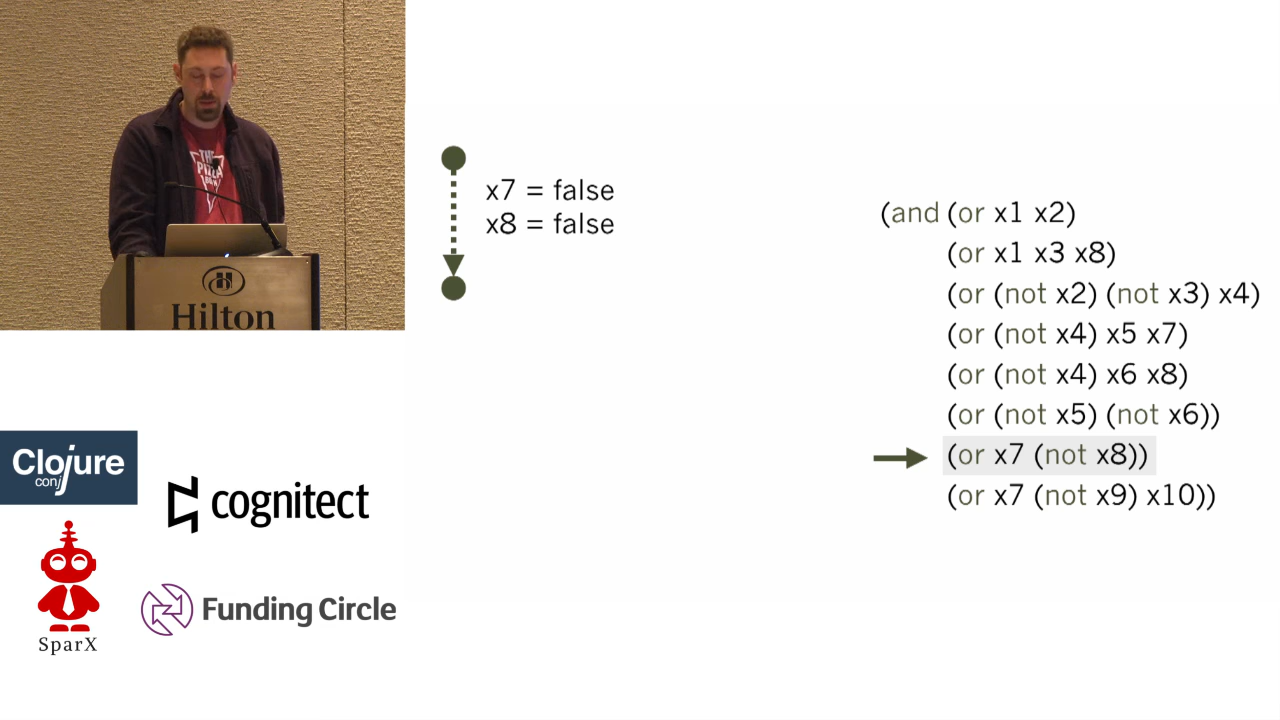 THE
PIZZA
Hilton
x7 = false
x8 = false
(and (or x1 x2)
(or x1 x3 x8)
(or (not x2) (not x3) x4)
(or (not x4) x5 x7)
(or (not x4) x6 x8)
(or (not x5) (not x6))
(or x7 (not x8))
(or x7 (not x9) x10))
Clojure
conj
cognitect
SparX
Funding Circle